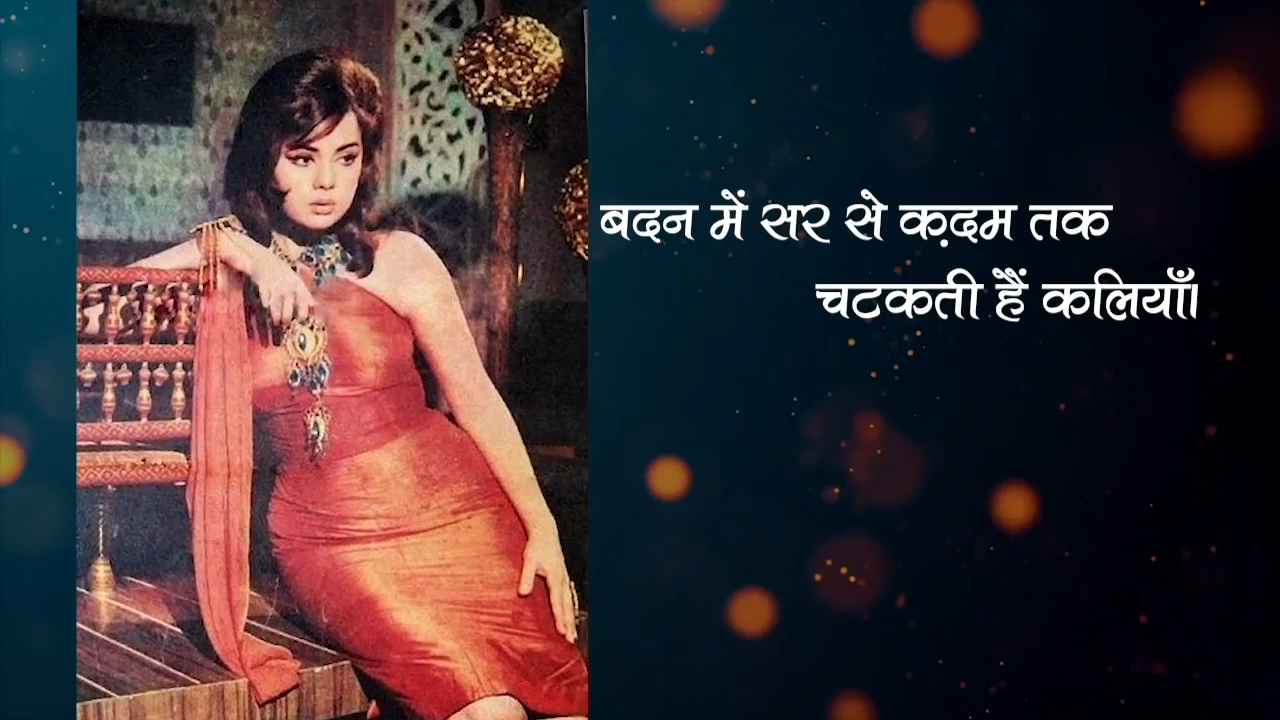 बदन में सर से क़दम तक
चटकती हैं कलियाँ।